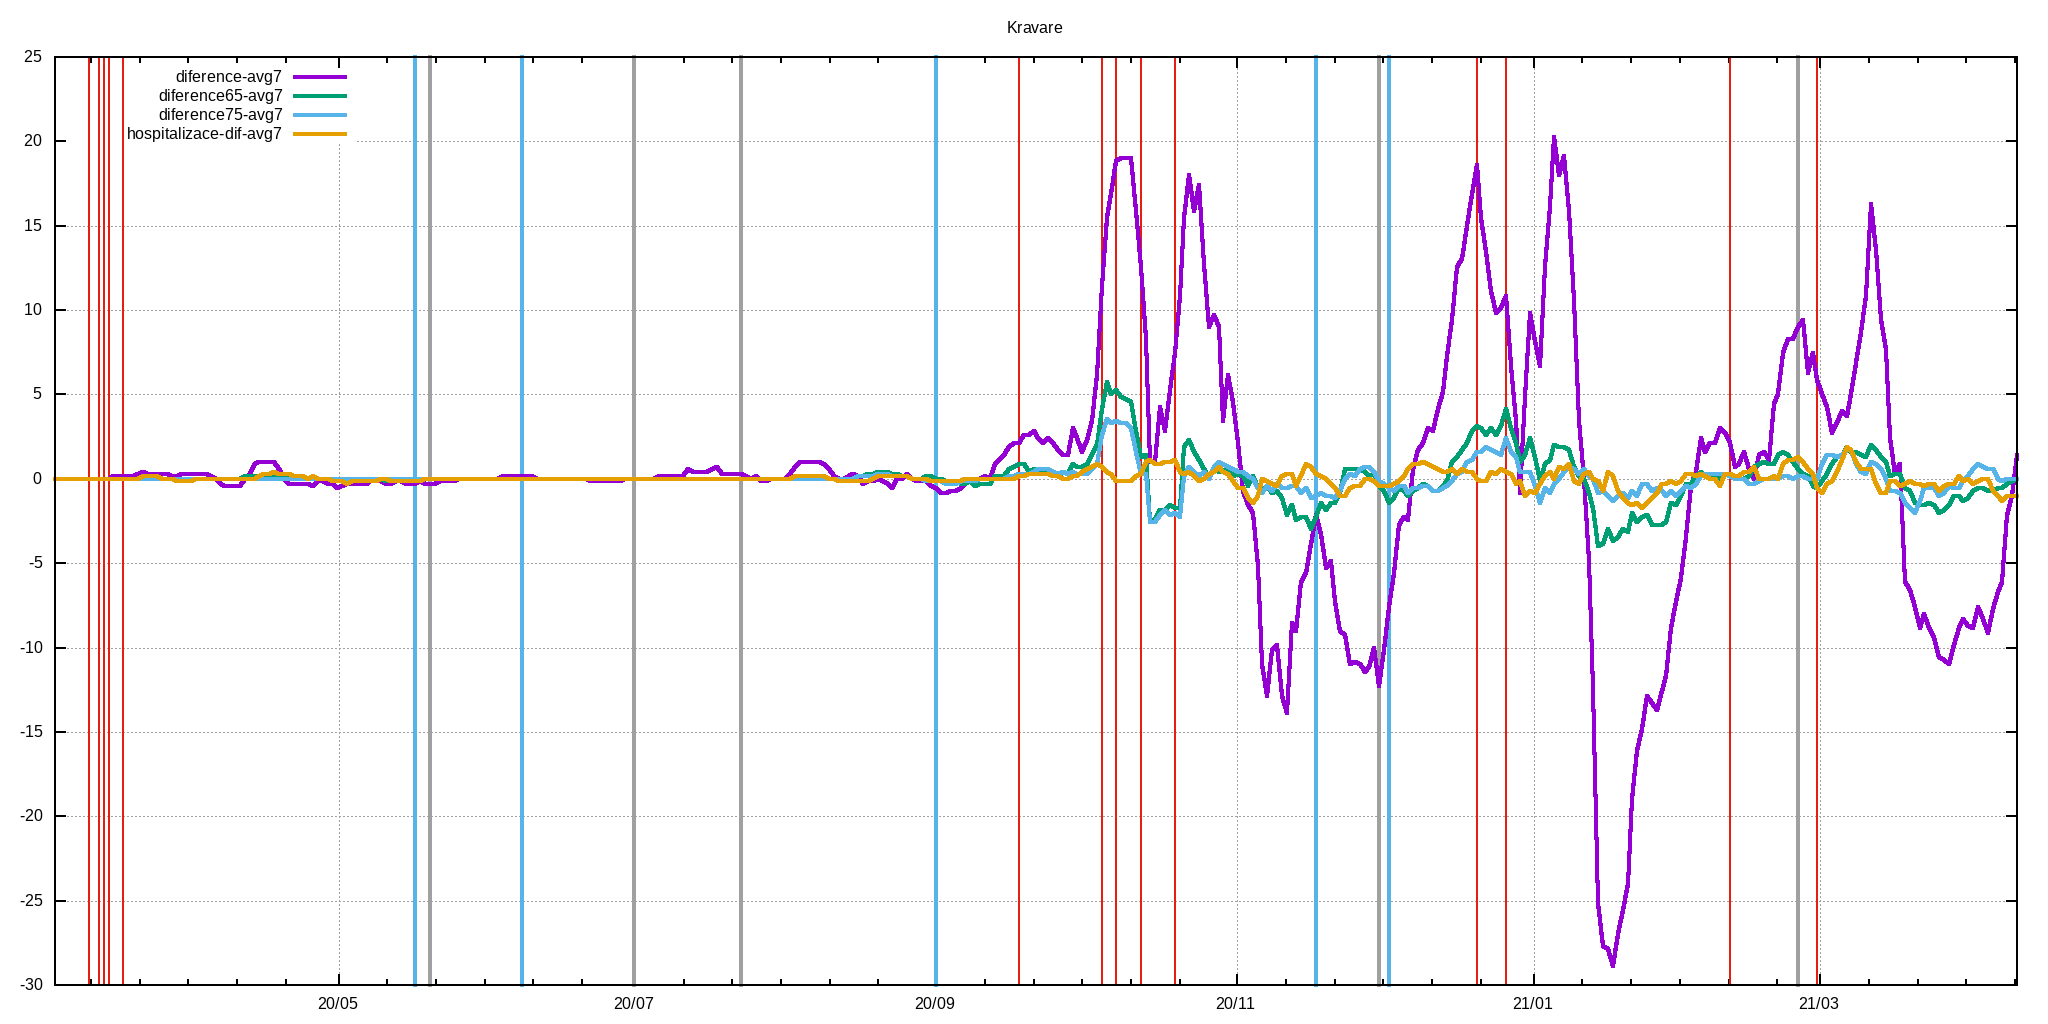 Kravare
25
diference-avg7
diference65-avg7
diference75-avg7
hospitalizace-dif-avg7
20
15
10
5
0
-5
-10
-15
-20
-25
-30
20/05 20/07 20/09 20/11 21/01 21/03